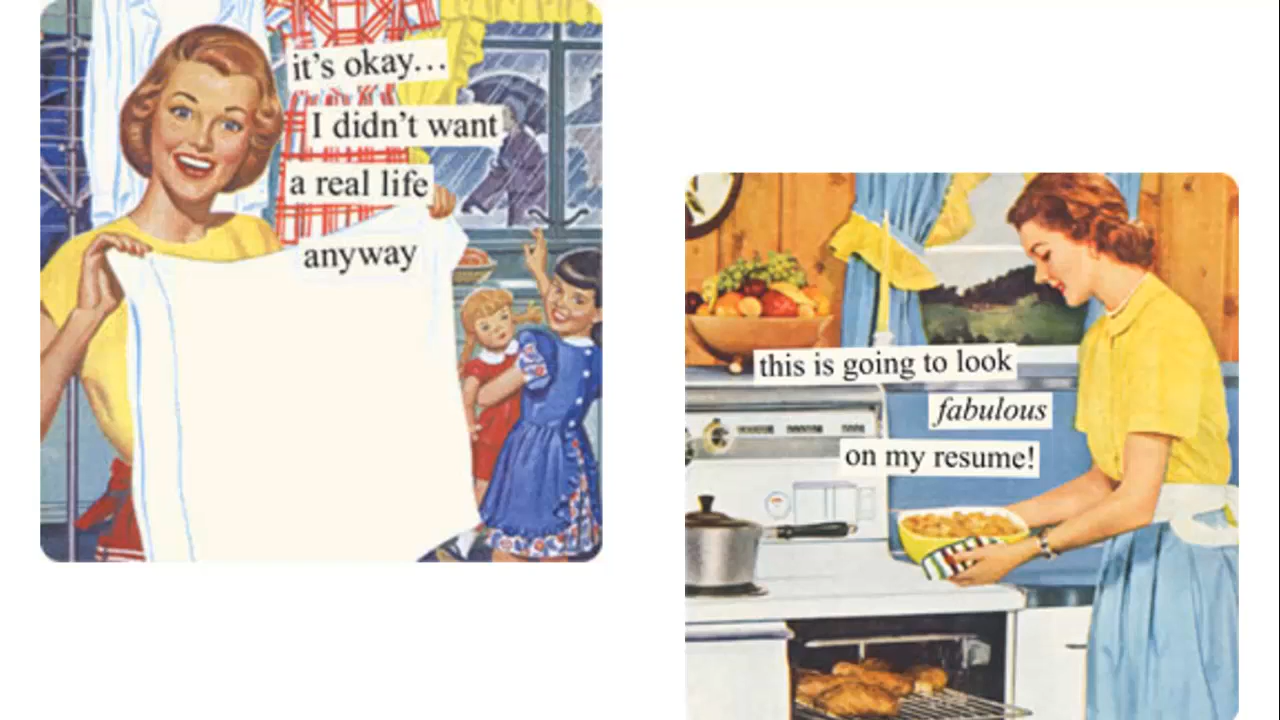 it's okay...
I didn't want
a real life
anyway
this is going to look
fabulous
on my resume!